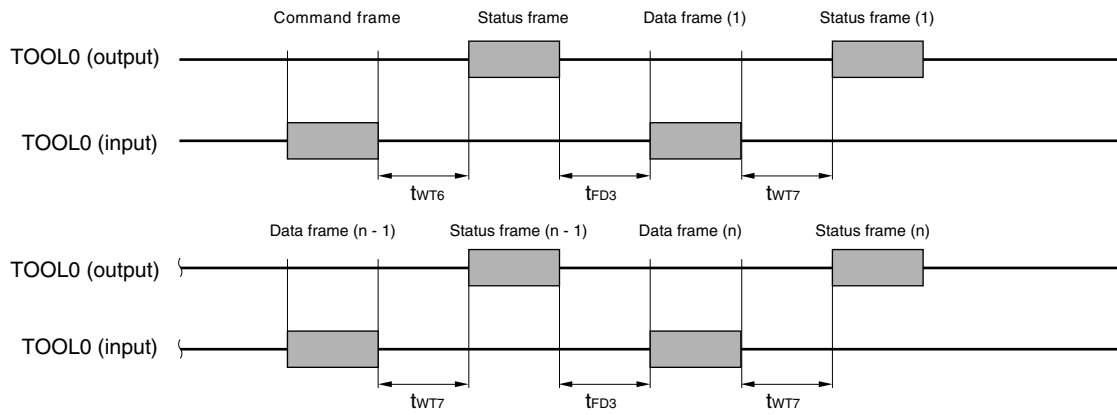 Command frame Status frame Data frame (1) Status frame (1)
TOOL0 (output)
TOOL0 (input)
tWT6 tFD3 tWT7
Data frame (n - 1) Status frame (n - 1) Data frame (n) Status frame (n)
TOOL0 (output)
TOOL0 (input)
tWT7 tFD3 tWT7